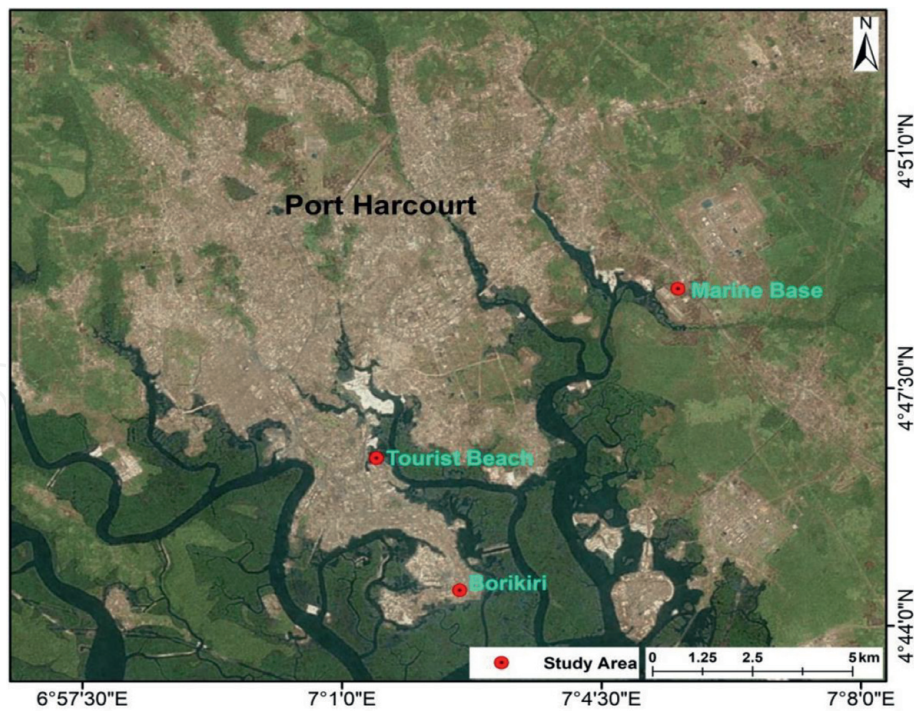 N
4°51'0"N
Port Harcourt
Marine Base
4°47'30"N
Tourist Beach
Borikiri
4°44'0"N
Study Area
0 1.25 2.5 5 km
6°57'30"E 7°1'0"E 7°4'30"E 7°8'0"E